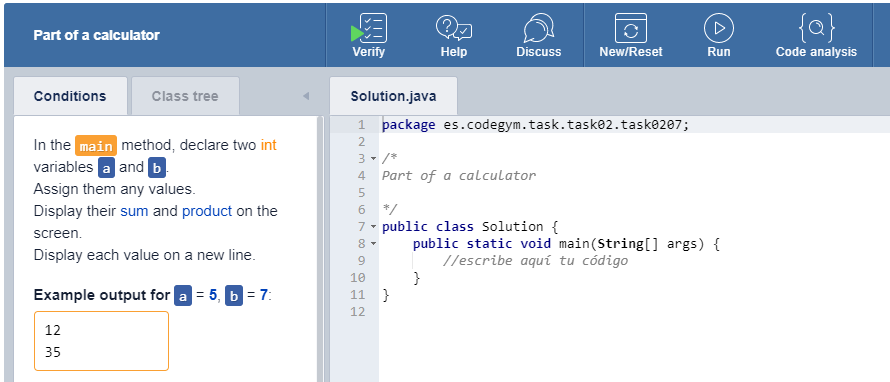 Part of a calculator
Verify
Help
Discuss
New/Reset
Run
Code analysis
Conditions
Class tree
In the main method, declare two int
variables a and b.
Assign them any values.
Display their sum and product on the
screen.
Display each value on a new line.
Example output for a = 5, b = 7:
12
35
Solution.java
1 package es.codegym.task.task02.task0207;
2
3 /*
4 Part of a calculator
5
6 */
7 public class Solution {
8     public static void main(String[] args) {
9         //escribe aquí tu código
10     }
11 }
12